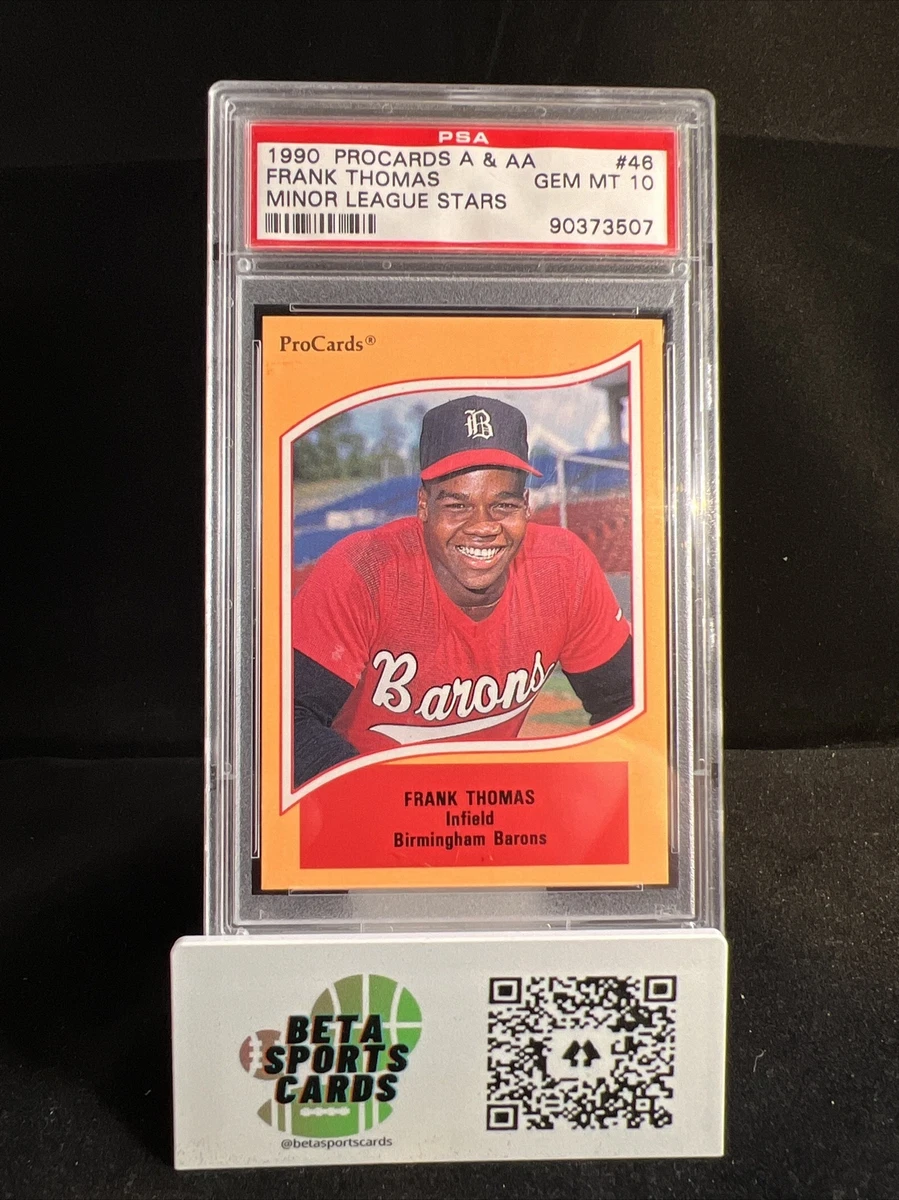 PSA
1990 PROCARDS A & AA #46
FRANK THOMAS GEM MT 10
MINOR LEAGUE STARS
90373507
ProCards®
B
Barons
FRANK THOMAS
Infield
Birmingham Barons
BETA
SPORTS
CARDS
@betasportscards